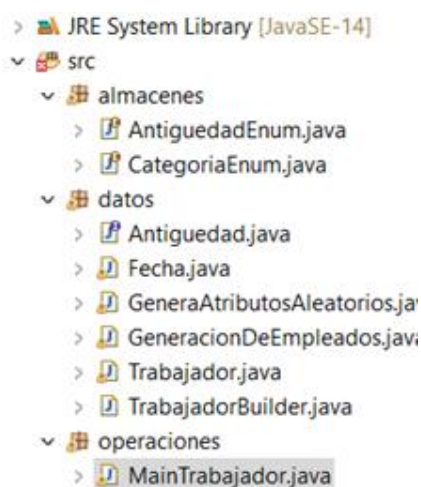 JRE System Library [JavaSE-14]
src
almacenes
AntiguedadEnum.java
CategoriaEnum.java
datos
Antiguedad.java
Fecha.java
GeneraAtributosAleatorios.ja
GeneracionDeEmpleados.java
Trabajador.java
TrabajadorBuilder.java
operaciones
MainTrabajador.java